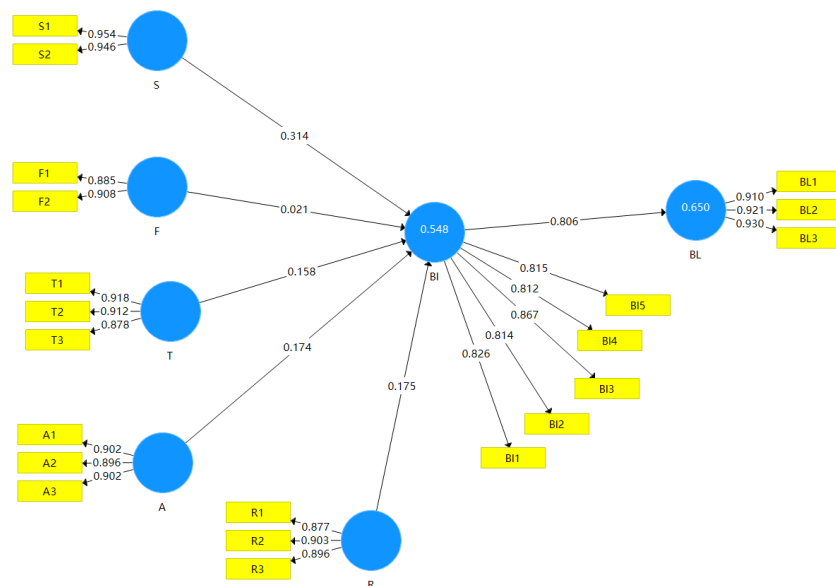 S1
0.954
S2
0.946
S
0.314
F1
0.885
F2
0.908
F
0.021
T1
0.918
T2
0.912
T3
0.878
T
0.158
A1
0.902
A2
0.896
A3
0.902
A
0.174
R1
0.877
R2
0.903
R3
0.896
R
0.175
0.548
BI
0.806
0.815
BI5
0.812
BI4
0.867
BI3
0.814
BI2
0.826
BI1
0.650
BL
0.910
BL1
0.921
BL2
0.930
BL3